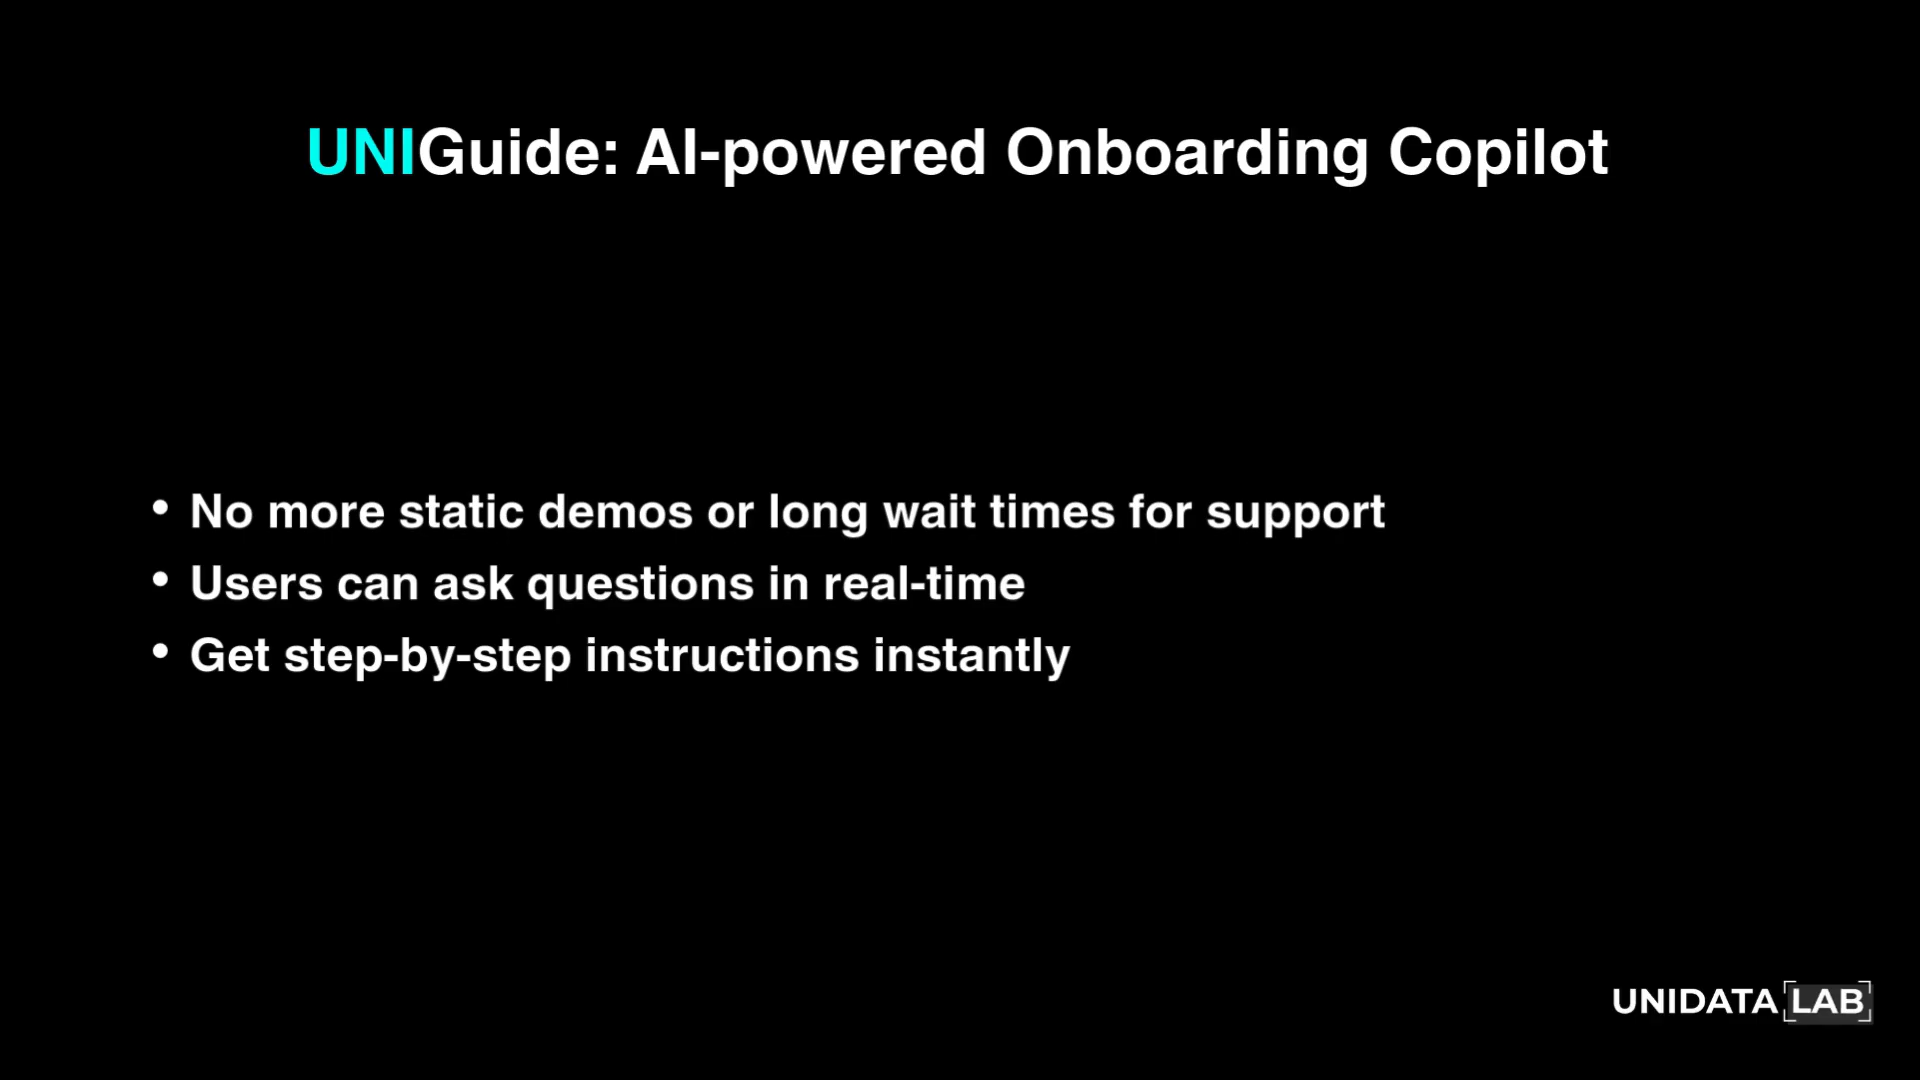 UNIGuide: AI-powered Onboarding Copilot
• No more static demos or long wait times for support
• Users can ask questions in real-time
• Get step-by-step instructions instantly
UNIDATA LAB